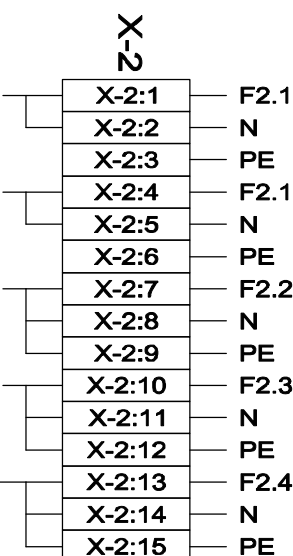 X-2
X-2:1 F2.1
X-2:2 N
X-2:3 PE
X-2:4 F2.1
X-2:5 N
X-2:6 PE
X-2:7 F2.2
X-2:8 N
X-2:9 PE
X-2:10 F2.3
X-2:11 N
X-2:12 PE
X-2:13 F2.4
X-2:14 N
X-2:15 PE